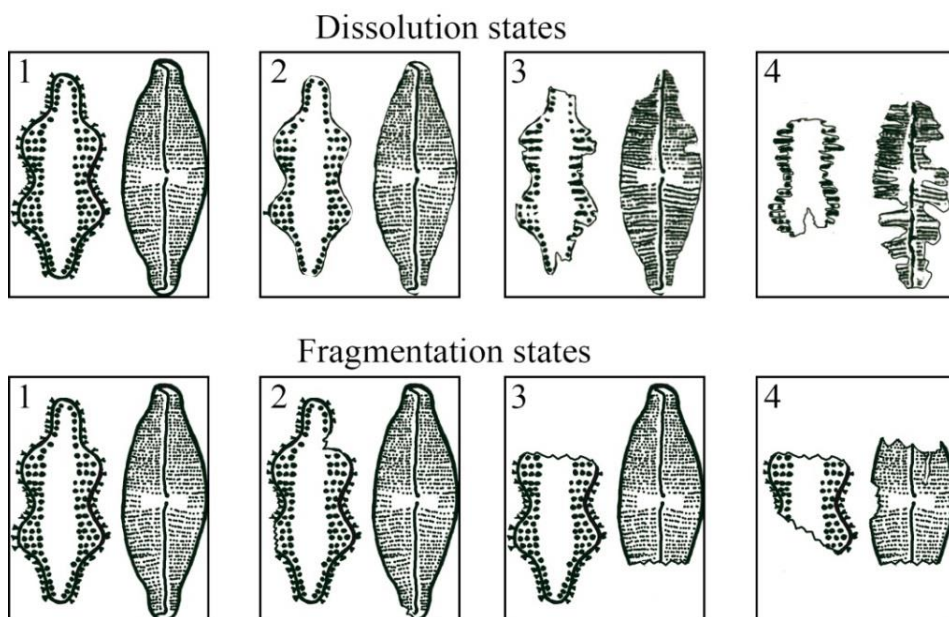 Dissolution states
1 2 3 4
Fragmentation states
1 2 3 4